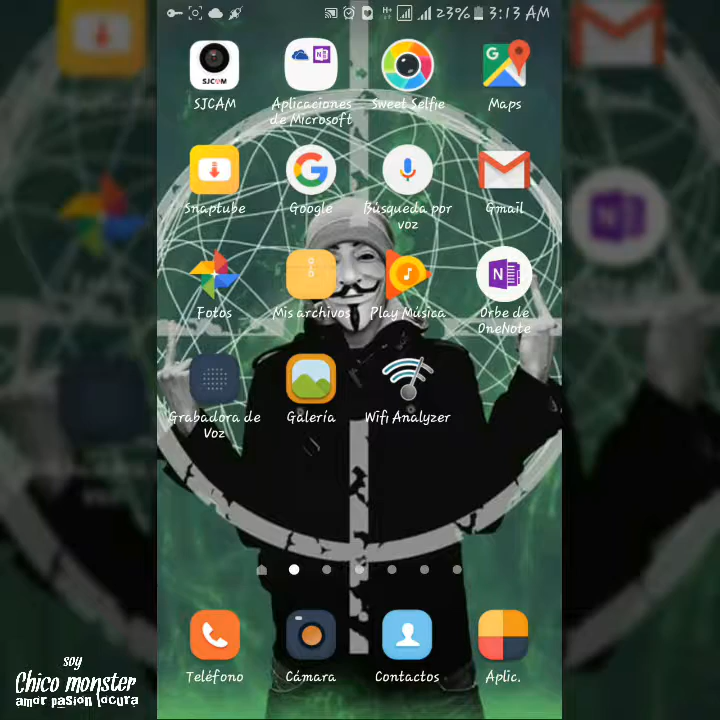 H+ 23% 3:13 AM
SJCAM
SJCAM
Aplicaciones
de Microsoft
N
Sweet Selfie
G
Maps
Snaptube
G
Google
Búsqueda por
voz
Gmail
Fotos
Mis archivos
Play Música
N
Orbe de
OneNote
Grabadora de
Voz
Galería
Wifi Analyzer
Teléfono
Cámara
Contactos
Aplic.
soy
Chico monster
amor pasion locura